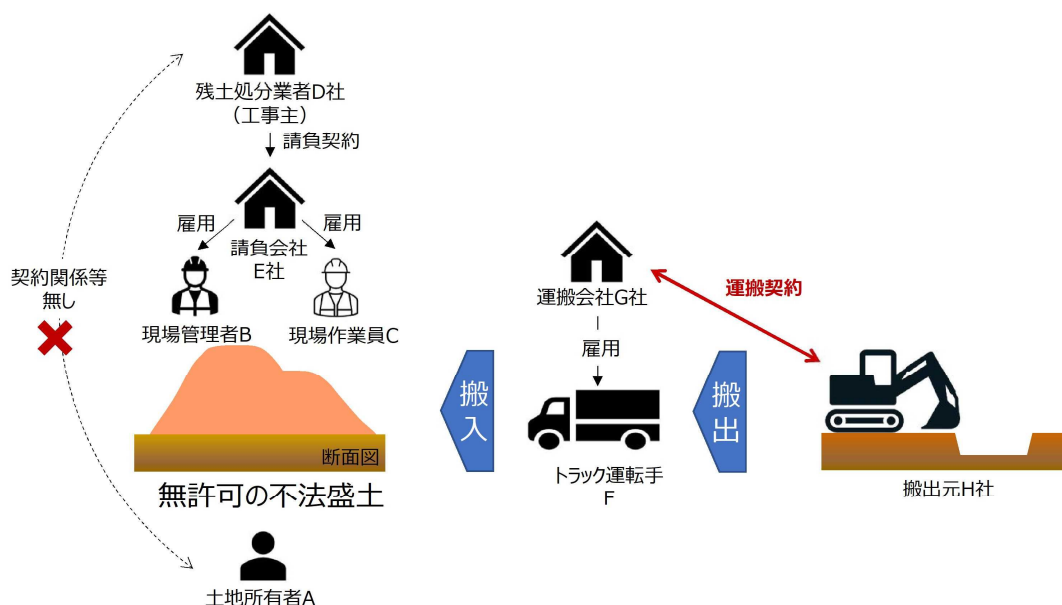 残土処分業者D社
（工事主）
請負契約
雇用
雇用
請負会社
E社
契約関係等
無し
現場管理者B
現場作業員C
断面図
無許可の不法盛土
土地所有者A
搬入
運搬会社G社
雇用
トラック運転手
F
搬出
運搬契約
搬出元H社